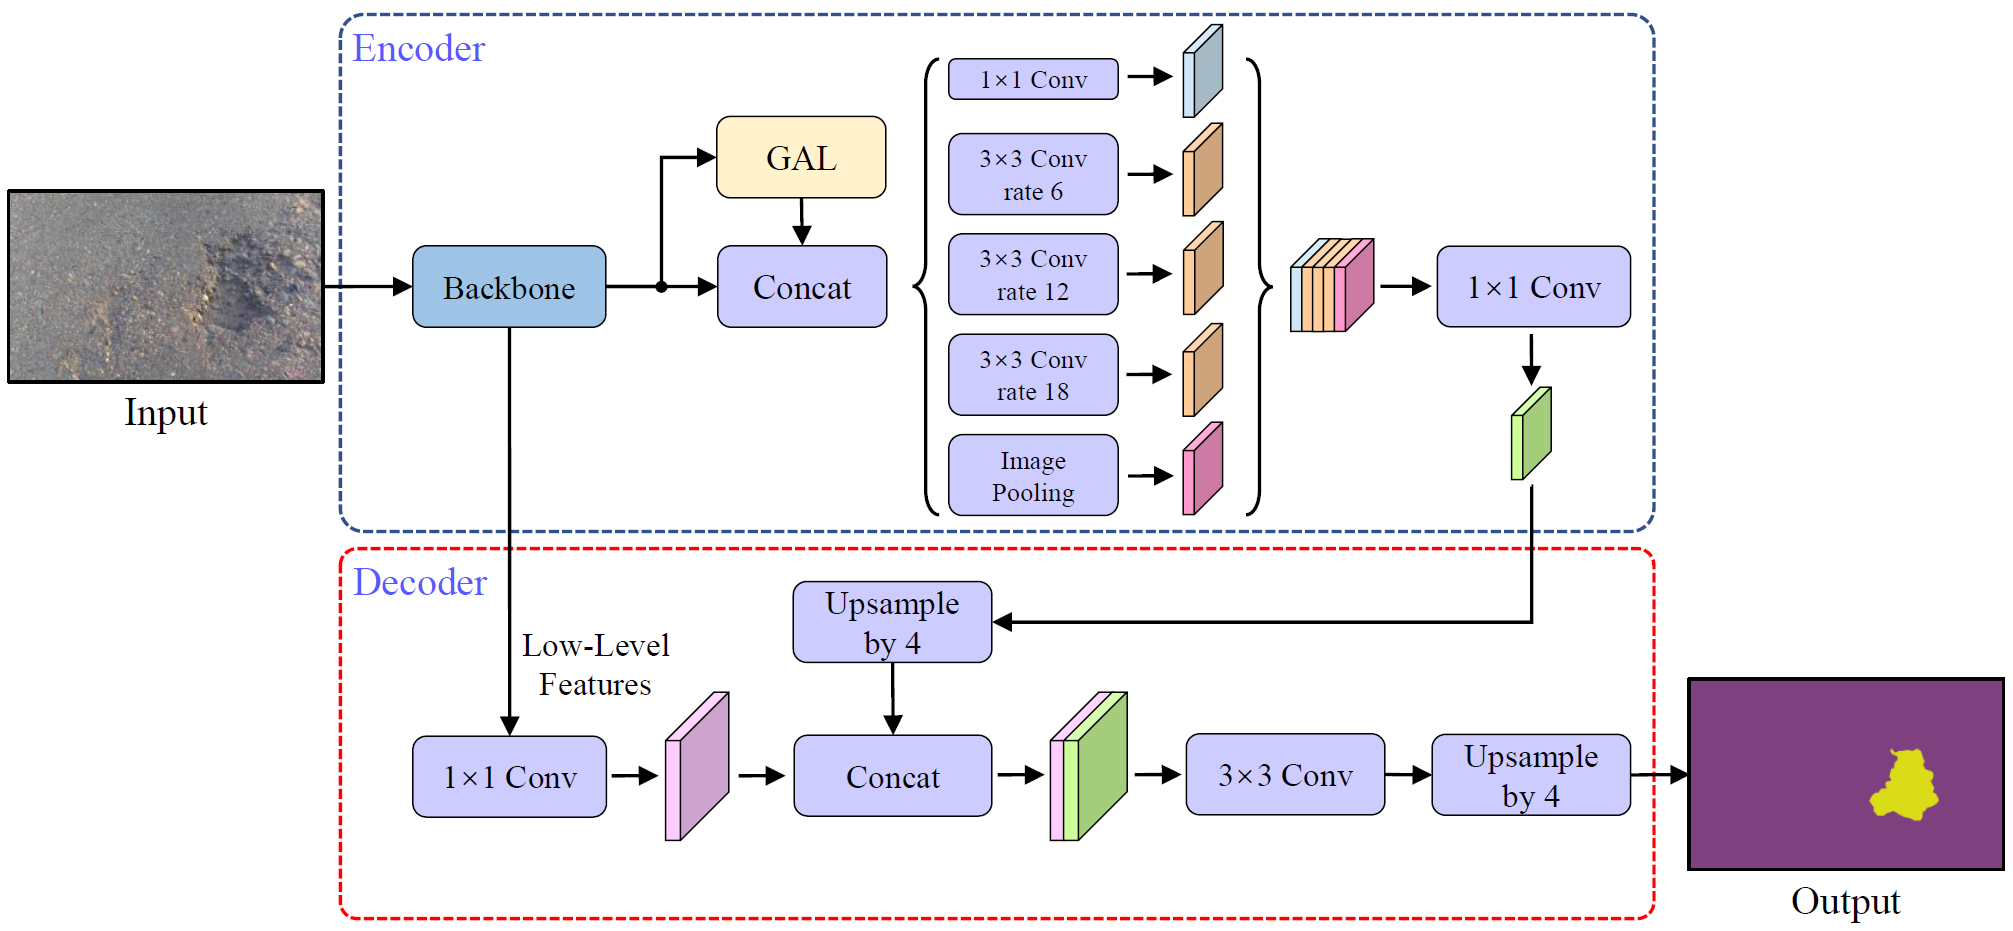 Encoder
1×1 Conv
GAL
3×3 Conv
rate 6
Backbone
Concat
3×3 Conv
rate 12
1×1 Conv
3×3 Conv
rate 18
Input
Image
Pooling
Decoder
Upsample
by 4
Low-Level
Features
1×1 Conv
Concat
3×3 Conv
Upsample
by 4
Output